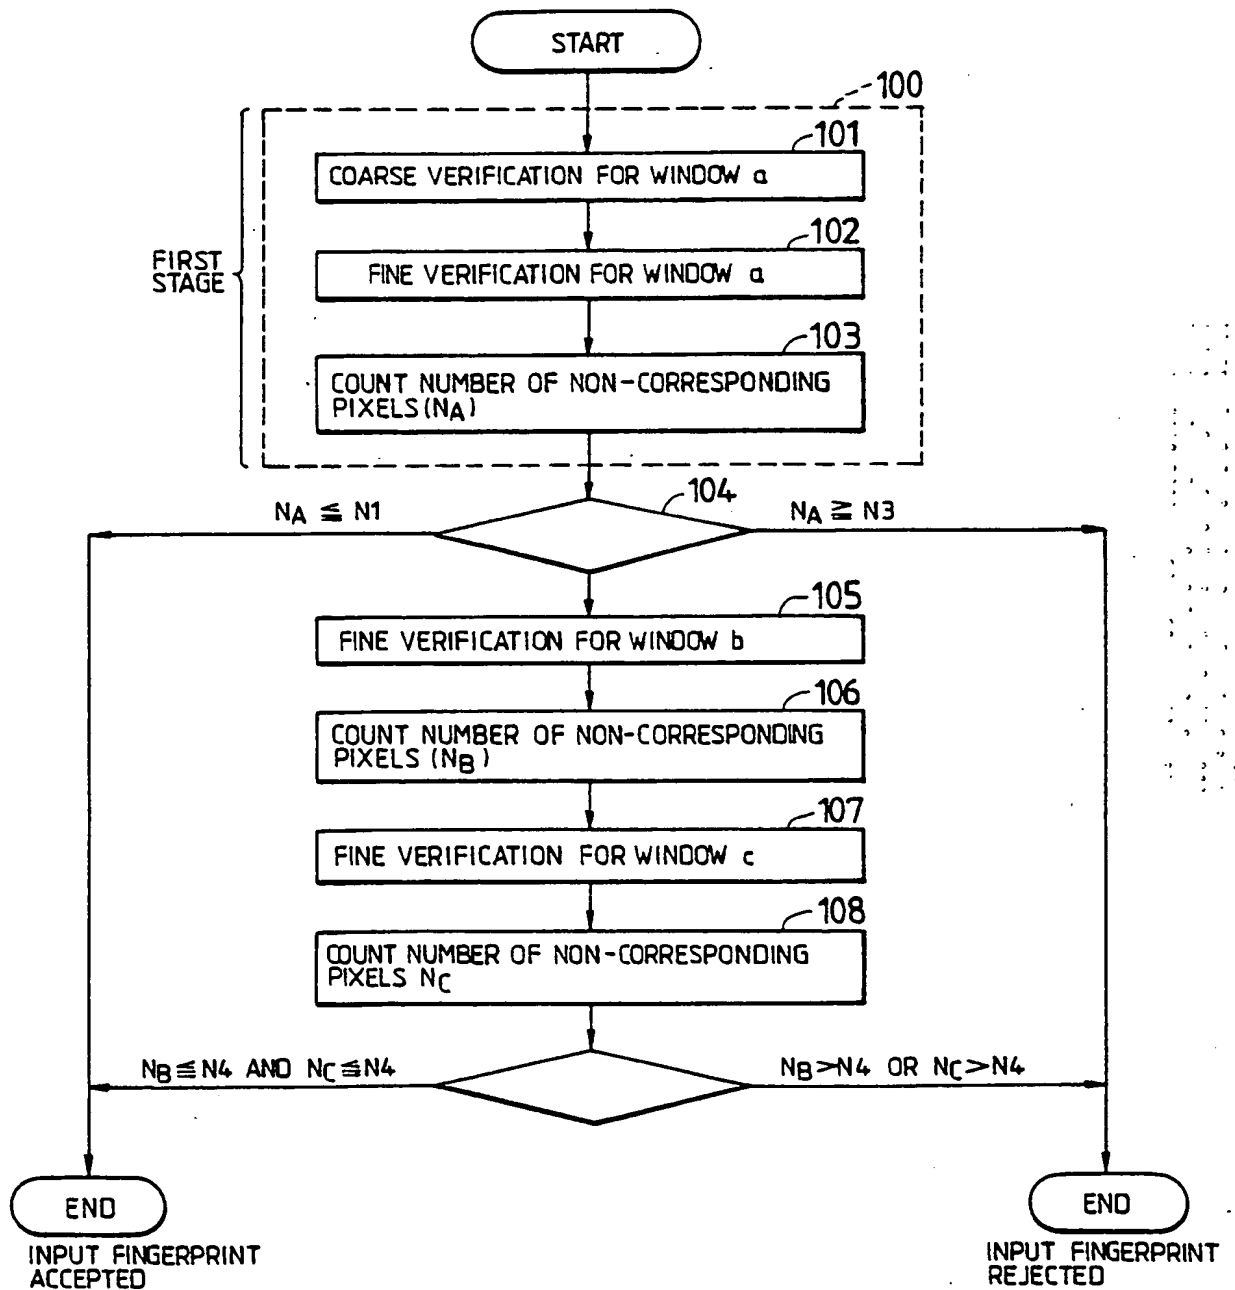 START
100
101
COARSE VERIFICATION FOR WINDOW a
102
FINE VERIFICATION FOR WINDOW a
FIRST
STAGE
103
COUNT NUMBER OF NON-CORRESPONDING
PIXELS (NA)
104
NA ≦ N1
NA ≧ N3
105
FINE VERIFICATION FOR WINDOW b
106
COUNT NUMBER OF NON-CORRESPONDING
PIXELS (NB)
107
FINE VERIFICATION FOR WINDOW c
108
COUNT NUMBER OF NON-CORRESPONDING
PIXELS NC
NB ≦ N4 AND NC ≦ N4
NB > N4 OR NC > N4
END
END
INPUT FINGERPRINT
ACCEPTED
INPUT FINGERPRINT
REJECTED